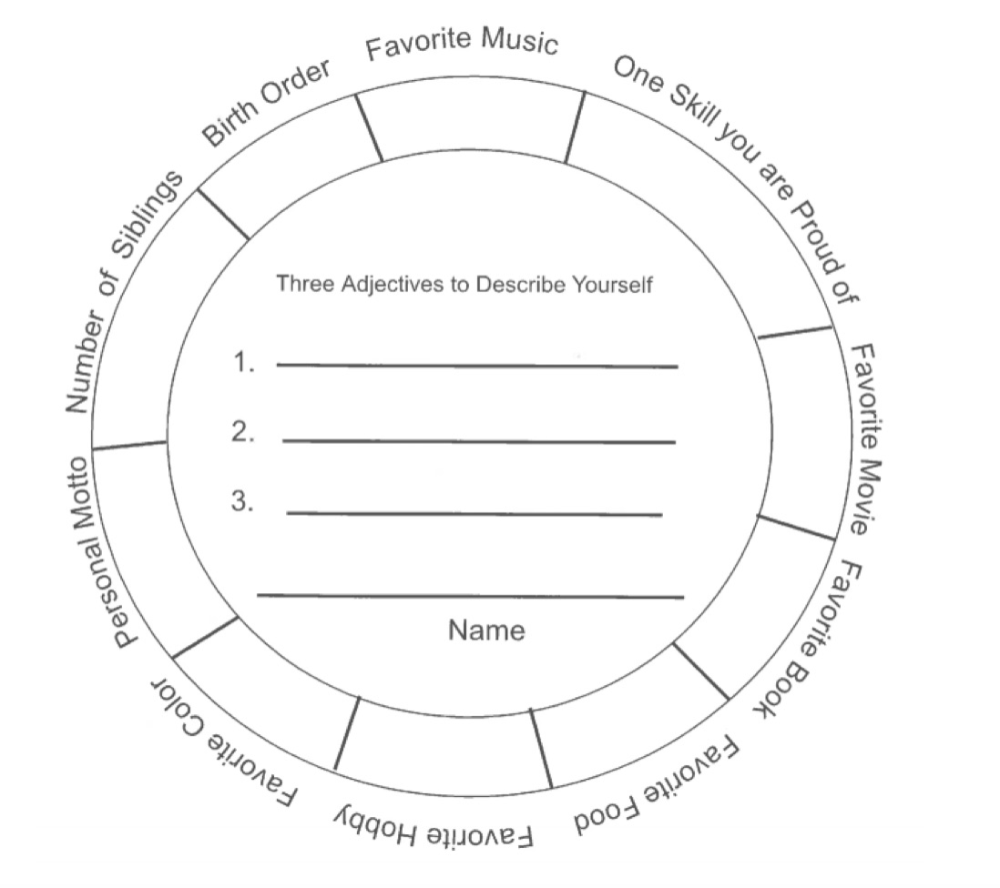 Favorite Music
One Skill you are Proud of
Favorite Movie
Favorite Book
Favorite Food
Favorite Hobby
Favorite Color
Personal Motto
Number of Siblings
Birth Order
Three Adjectives to Describe Yourself
1.
2.
3.
Name